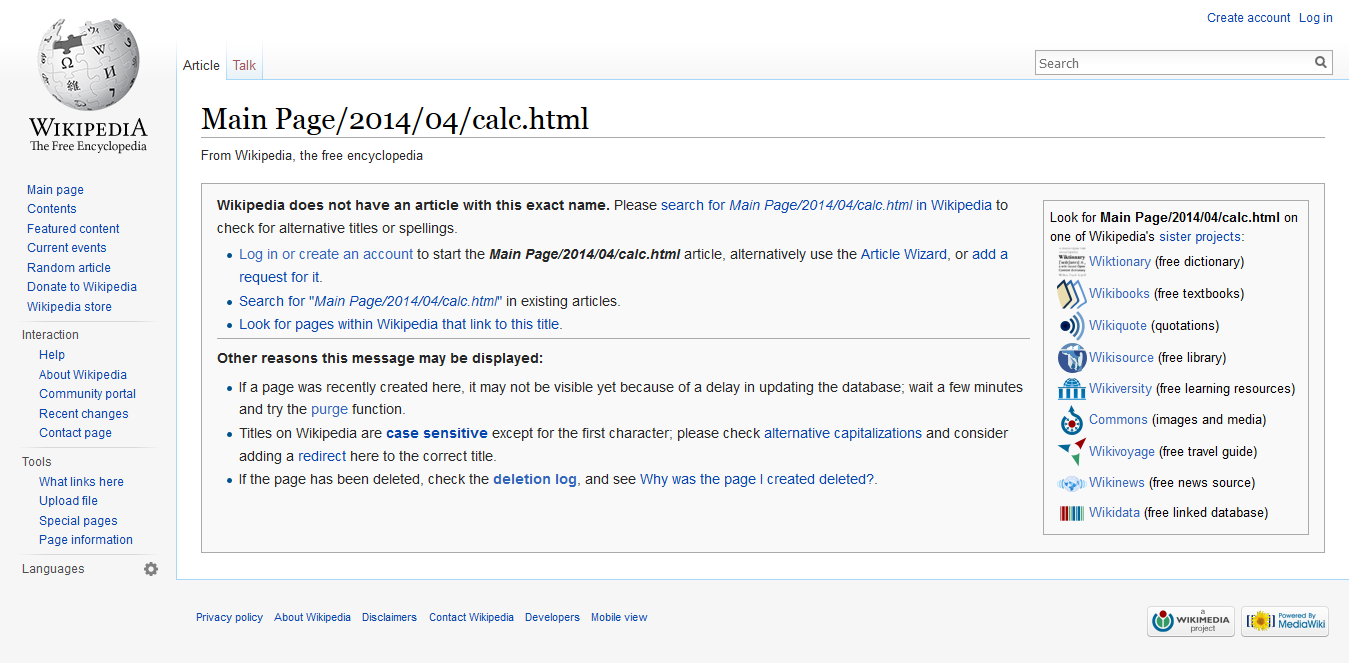 Create account Log in
Article Talk
Search
Ω W И 維
WIKIPEDIA
The Free Encyclopedia
Main page
Contents
Featured content
Current events
Random article
Donate to Wikipedia
Wikipedia store
Interaction
Help
About Wikipedia
Community portal
Recent changes
Contact page
Tools
What links here
Upload file
Special pages
Page information
Languages
Main Page/2014/04/calc.html
From Wikipedia, the free encyclopedia
Wikipedia does not have an article with this exact name. Please search for Main Page/2014/04/calc.html in Wikipedia to
check for alternative titles or spellings.
Log in or create an account to start the Main Page/2014/04/calc.html article, alternatively use the Article Wizard, or add a
request for it.
Search for "Main Page/2014/04/calc.html" in existing articles.
Look for pages within Wikipedia that link to this title.
Other reasons this message may be displayed:
If a page was recently created here, it may not be visible yet because of a delay in updating the database; wait a few minutes
and try the purge function.
Titles on Wikipedia are case sensitive except for the first character; please check alternative capitalizations and consider
adding a redirect here to the correct title.
If the page has been deleted, check the deletion log, and see Why was the page I created deleted?.
Look for Main Page/2014/04/calc.html on
one of Wikipedia's sister projects:
Wiktionary (free dictionary)
Wikibooks (free textbooks)
Wikiquote (quotations)
Wikisource (free library)
Wikiversity (free learning resources)
Commons (images and media)
Wikivoyage (free travel guide)
Wikinews (free news source)
Wikidata (free linked database)
Privacy policy About Wikipedia Disclaimers Contact Wikipedia Developers Mobile view
a
WIKIMEDIA
project
Powered By
MediaWiki